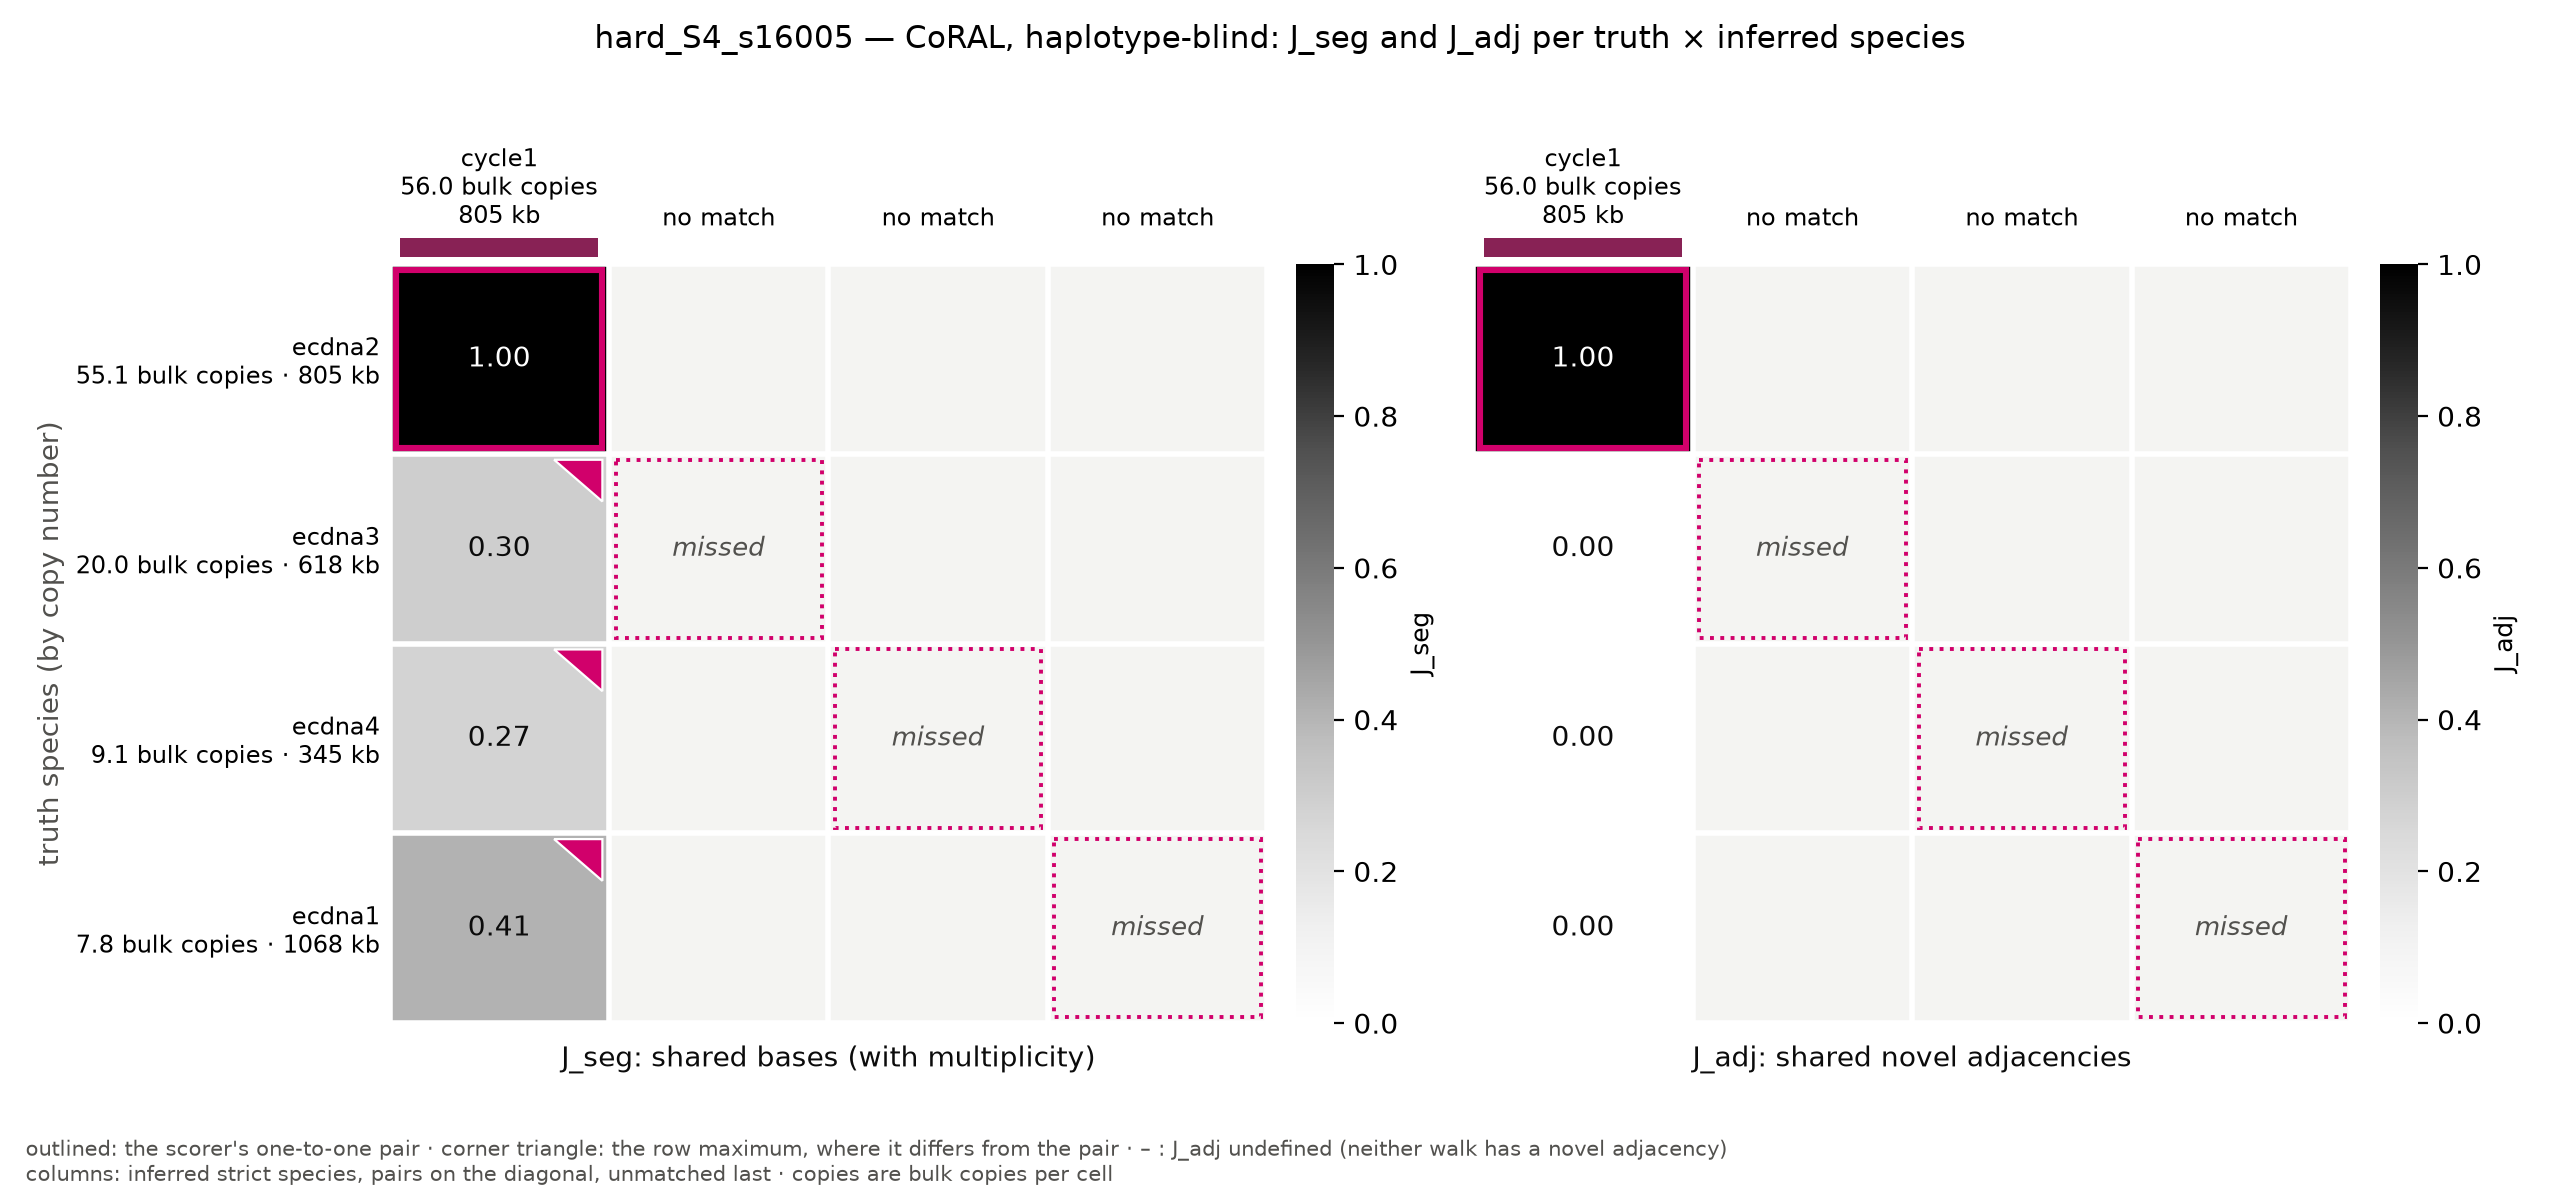 hard_S4_s16005 — CoRAL, haplotype-blind: J_seg and J_adj per truth × inferred species
cycle1
56.0 bulk copies
805 kb
no match
no match
no match
truth species (by copy number)
ecdna2
55.1 bulk copies · 805 kb
1.00
ecdna3
20.0 bulk copies · 618 kb
0.30
missed
ecdna4
9.1 bulk copies · 345 kb
0.27
missed
ecdna1
7.8 bulk copies · 1068 kb
0.41
missed
J_seg: shared bases (with multiplicity)
1.0
0.8
0.6
0.4
0.2
0.0
J_seg
cycle1
56.0 bulk copies
805 kb
no match
no match
no match
1.00
0.00
missed
0.00
missed
0.00
missed
J_adj: shared novel adjacencies
1.0
0.8
0.6
0.4
0.2
0.0
J_adj
outlined: the scorer's one-to-one pair · corner triangle: the row maximum, where it differs from the pair · – : J_adj undefined (neither walk has a novel adjacency)
columns: inferred strict species, pairs on the diagonal, unmatched last · copies are bulk copies per cell